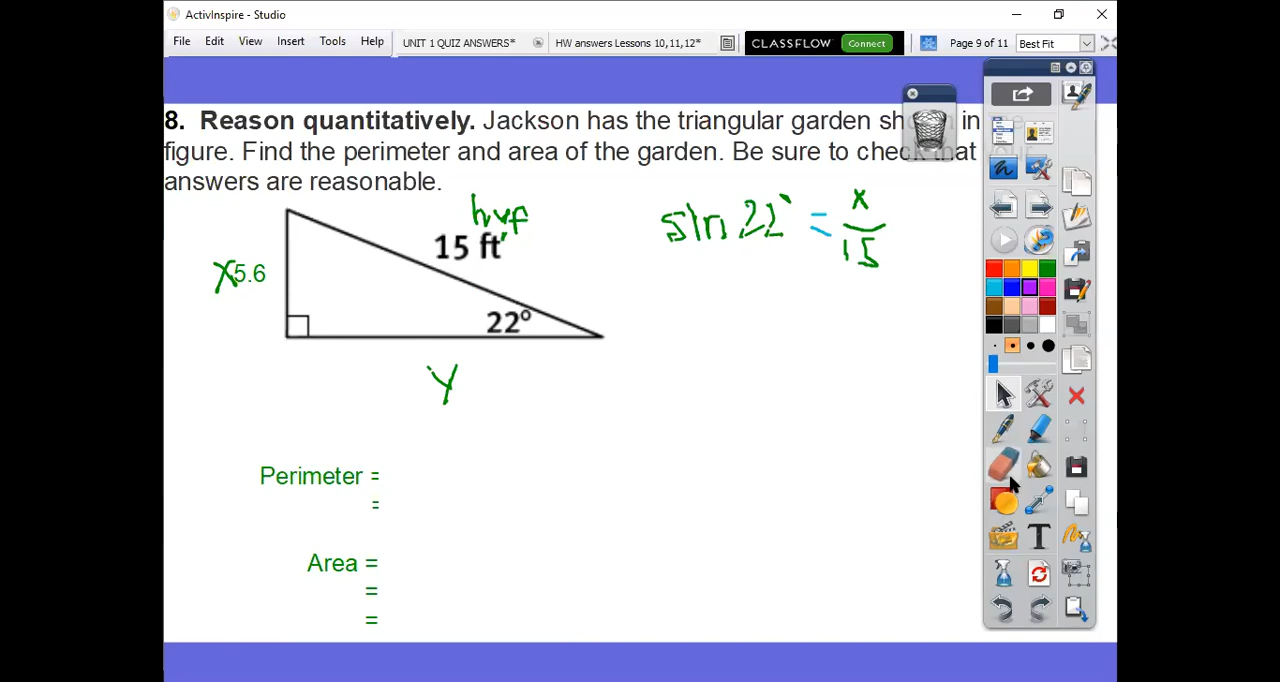 ActivInspire - Studio
File Edit View Insert Tools Help UNIT 1 QUIZ ANSWERS* HW answers Lessons 10,11,12* CLASSFLOW Connect Page 9 of 11 Best Fit
8. Reason quantitatively. Jackson has the triangular garden in
figure. Find the perimeter and area of the garden. Be sure to check that
answers are reasonable.
hyp
sin 22° = x
15
15 ft
X 5.6
22°
y
Perimeter =
=
Area =
=
=
T